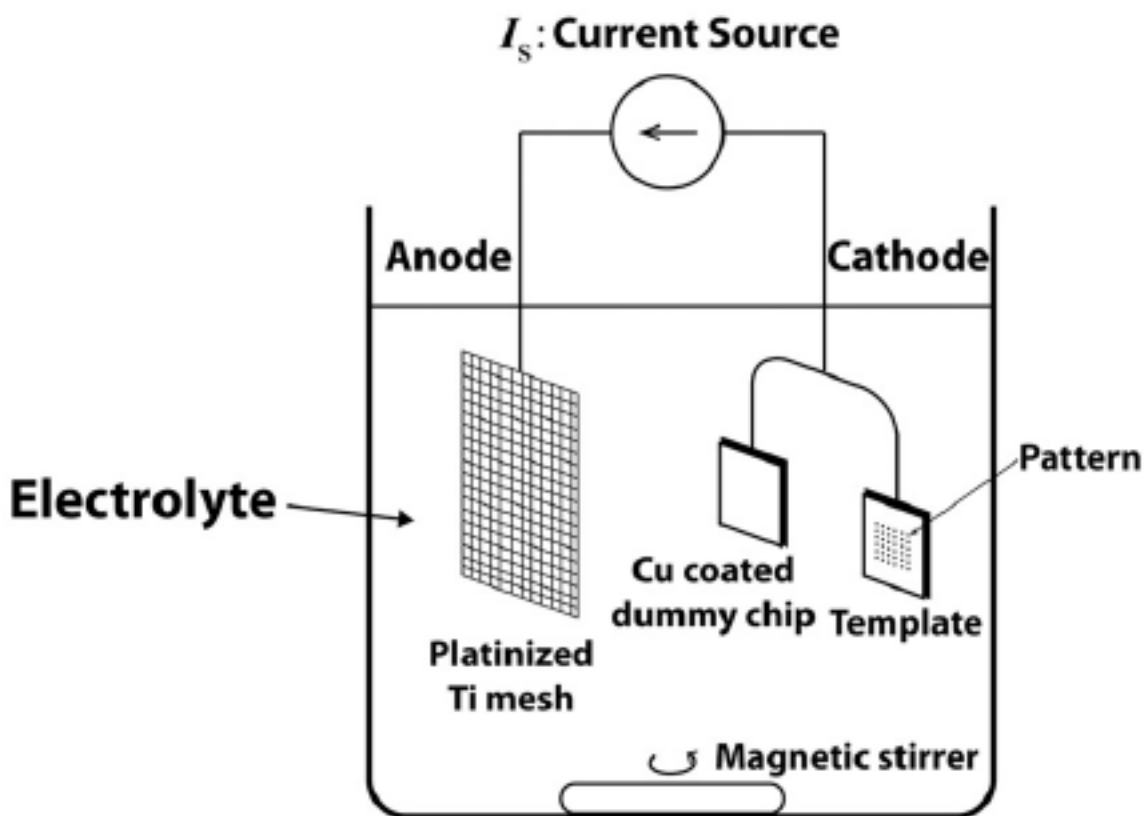 I_s: Current Source
Anode
Cathode
Electrolyte
Pattern
Cu coated
dummy chip
Template
Platinized
Ti mesh
Magnetic stirrer